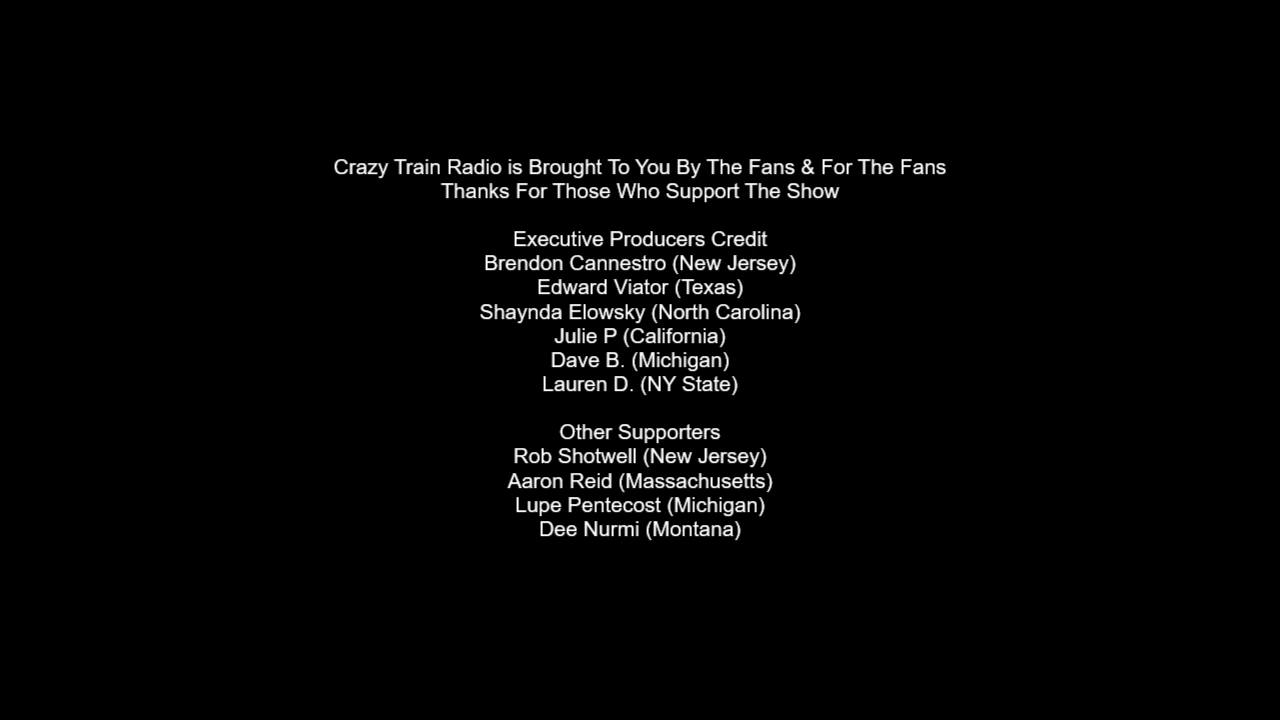 Crazy Train Radio is Brought To You By The Fans & For The Fans
Thanks For Those Who Support The Show
Executive Producers Credit
Brendon Cannestro (New Jersey)
Edward Viator (Texas)
Shaynda Elowsky (North Carolina)
Julie P (California)
Dave B. (Michigan)
Lauren D. (NY State)
Other Supporters
Rob Shotwell (New Jersey)
Aaron Reid (Massachusetts)
Lupe Pentecost (Michigan)
Dee Nurmi (Montana)